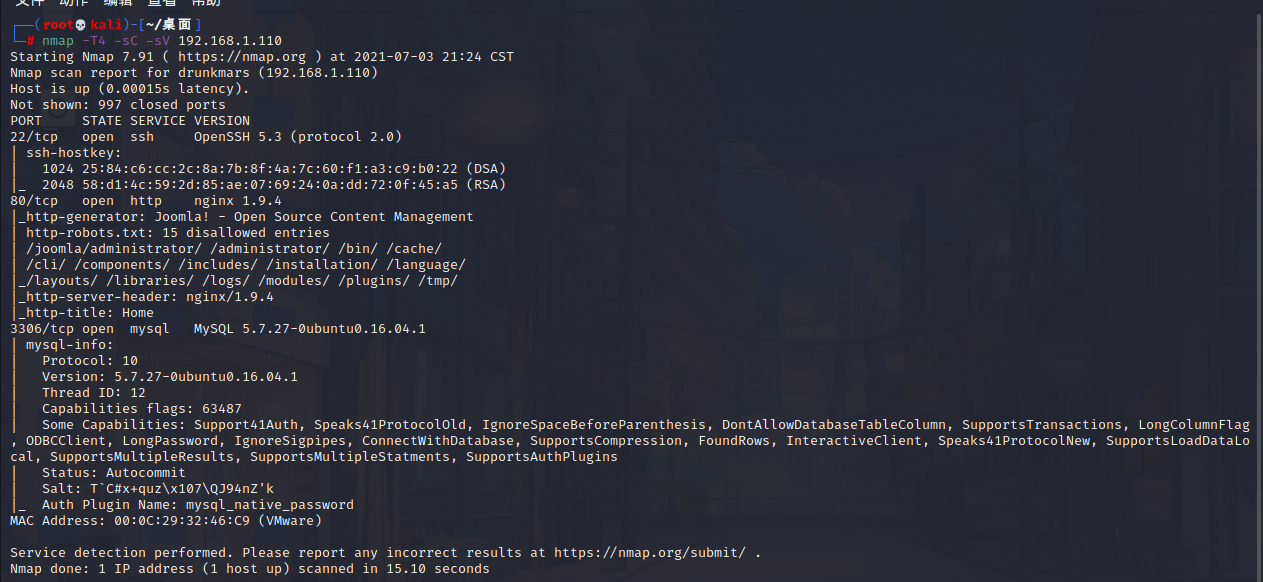 文件 动作 编辑 查看 帮助
┌──(root💀kali)-[~/桌面]
└─# nmap -T4 -sC -sV 192.168.1.110
Starting Nmap 7.91 ( https://nmap.org ) at 2021-07-03 21:24 CST
Nmap scan report for drunkmars (192.168.1.110)
Host is up (0.00015s latency).
Not shown: 997 closed ports
PORT     STATE SERVICE VERSION
22/tcp   open  ssh     OpenSSH 5.3 (protocol 2.0)
| ssh-hostkey:
|   1024 25:84:c6:cc:2c:8a:7b:8f:4a:7c:60:f1:a3:c9:b0:22 (DSA)
|_  2048 58:d1:4c:59:2d:85:ae:07:69:24:0a:dd:72:0f:45:a5 (RSA)
80/tcp   open  http    nginx 1.9.4
|_http-generator: Joomla! - Open Source Content Management
| http-robots.txt: 15 disallowed entries
| /joomla/administrator/ /administrator/ /bin/ /cache/
| /cli/ /components/ /includes/ /installation/ /language/
|_/layouts/ /libraries/ /logs/ /modules/ /plugins/ /tmp/
|_http-server-header: nginx/1.9.4
|_http-title: Home
3306/tcp open  mysql   MySQL 5.7.27-0ubuntu0.16.04.1
| mysql-info:
|   Protocol: 10
|   Version: 5.7.27-0ubuntu0.16.04.1
|   Thread ID: 12
|   Capabilities flags: 63487
|   Some Capabilities: Support41Auth, Speaks41ProtocolOld, IgnoreSpaceBeforeParenthesis, DontAllowDatabaseTableColumn, SupportsTransactions, LongColumnFlag
, ODBCClient, LongPassword, IgnoreSigpipes, ConnectWithDatabase, SupportsCompression, FoundRows, InteractiveClient, Speaks41ProtocolNew, SupportsLoadDataLo
cal, SupportsMultipleResults, SupportsMultipleStatments, SupportsAuthPlugins
|   Status: Autocommit
|   Salt: T`C#x+quz\x107\QJ94nZ'k
|_  Auth Plugin Name: mysql_native_password
MAC Address: 00:0C:29:32:46:C9 (VMware)
Service detection performed. Please report any incorrect results at https://nmap.org/submit/ .
Nmap done: 1 IP address (1 host up) scanned in 15.10 seconds